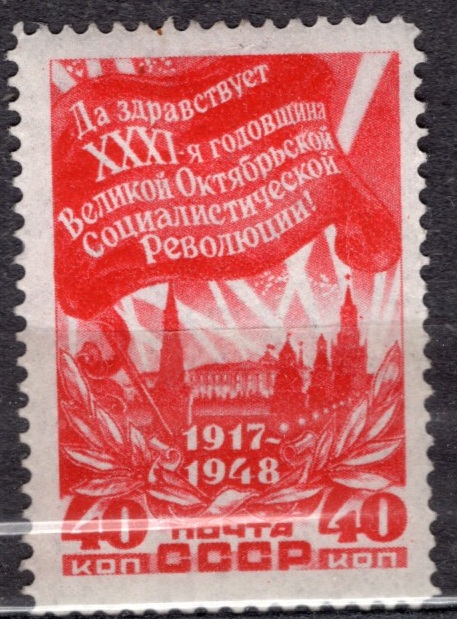 Да здравствует
XXXI-я годовщина
Великой Октябрьской
Социалистической
Революции!
1917-
1948
40 ПОЧТА 40
КОП СССР КОП